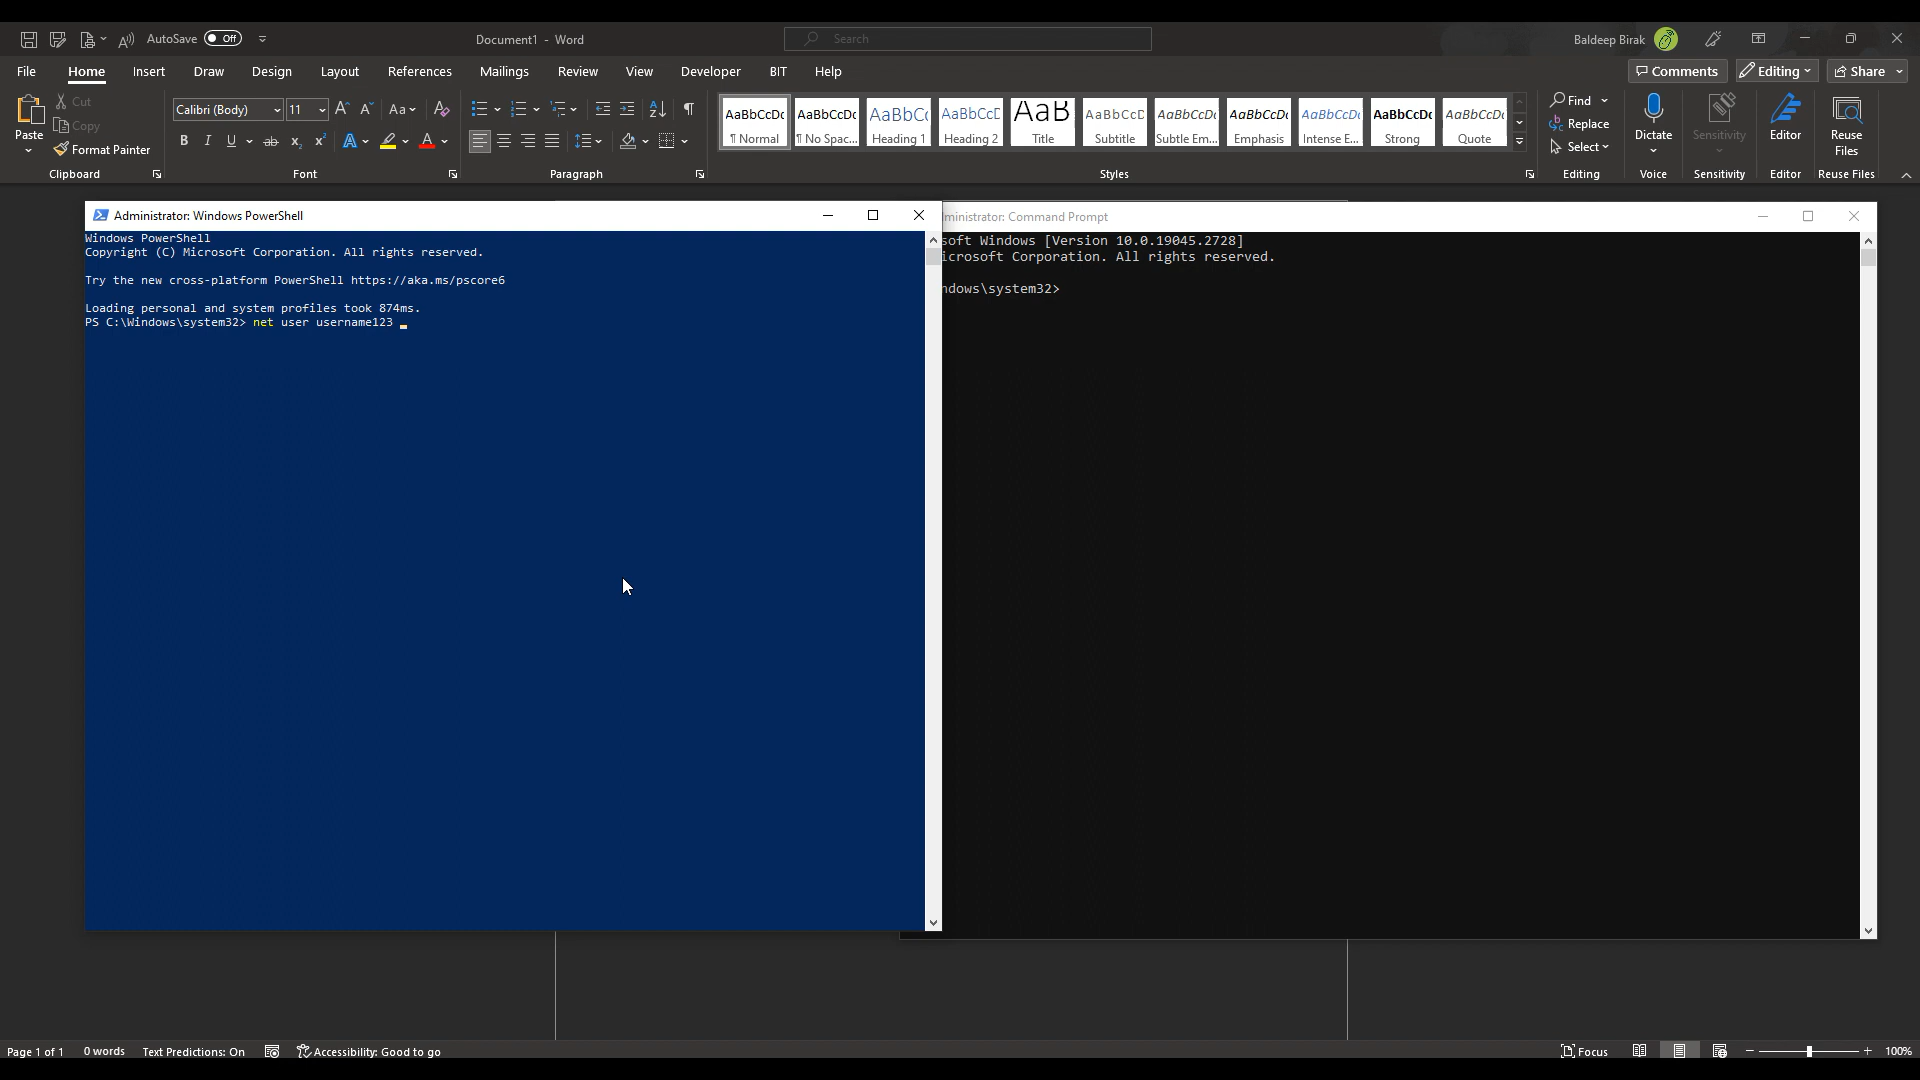 AutoSave Off
Document1 - Word
Search
Baldeep Birak
File Home Insert Draw Design Layout References Mailings Review View Developer BIT Help
Comments Editing Share
Paste
Cut
Copy
Format Painter
Clipboard
Calibri (Body) 11
Aa
B I U ab x₂ x² A A
Font
Paragraph
AaBbCcDc AaBbCcDc AaBbCc AaBbCcD AaB AaBbCcD AaBbCcDc AaBbCcDc AaBbCcDc AaBbCcDc AaBbCcDc
¶ Normal ¶ No Spac... Heading 1 Heading 2 Title Subtitle Subtle Em... Emphasis Intense E... Strong Quote
Styles
Find
Replace
Select
Editing
Dictate
Voice
Sensitivity
Sensitivity
Editor
Editor
Reuse
Files
Reuse Files
Administrator: Windows PowerShell
Windows PowerShell
Copyright (C) Microsoft Corporation. All rights reserved.
Try the new cross-platform PowerShell https://aka.ms/pscore6
Loading personal and system profiles took 874ms.
PS C:\Windows\system32> net user username123
ministrator: Command Prompt
soft Windows [Version 10.0.19045.2728]
icrosoft Corporation. All rights reserved.
ndows\system32>
Page 1 of 1 0 words Text Predictions: On Accessibility: Good to go
Focus
100%